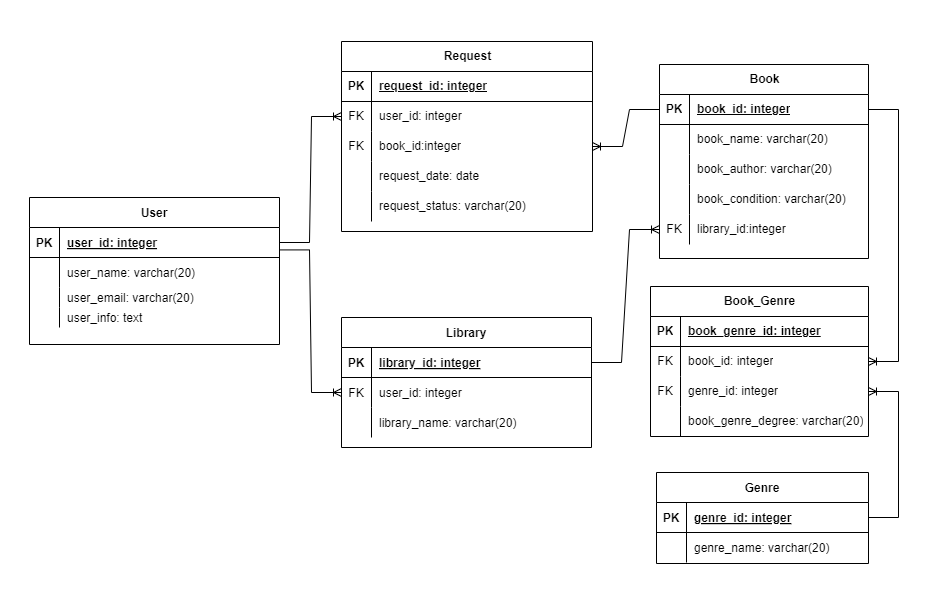 Request
PK request_id: integer
FK user_id: integer
FK book_id:integer
request_date: date
request_status: varchar(20)
Book
PK book_id: integer
book_name: varchar(20)
book_author: varchar(20)
book_condition: varchar(20)
FK library_id:integer
User
PK user_id: integer
user_name: varchar(20)
user_email: varchar(20)
user_info: text
Library
PK library_id: integer
FK user_id: integer
library_name: varchar(20)
Book_Genre
PK book_genre_id: integer
FK book_id: integer
FK genre_id: integer
book_genre_degree: varchar(20)
Genre
PK genre_id: integer
genre_name: varchar(20)